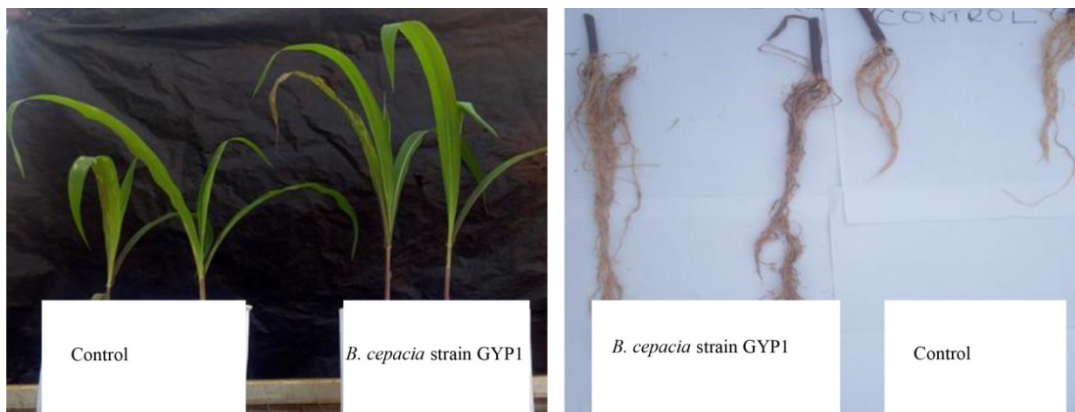 CONTROL
Control
B. cepacia strain GYP1
B. cepacia strain GYP1
Control